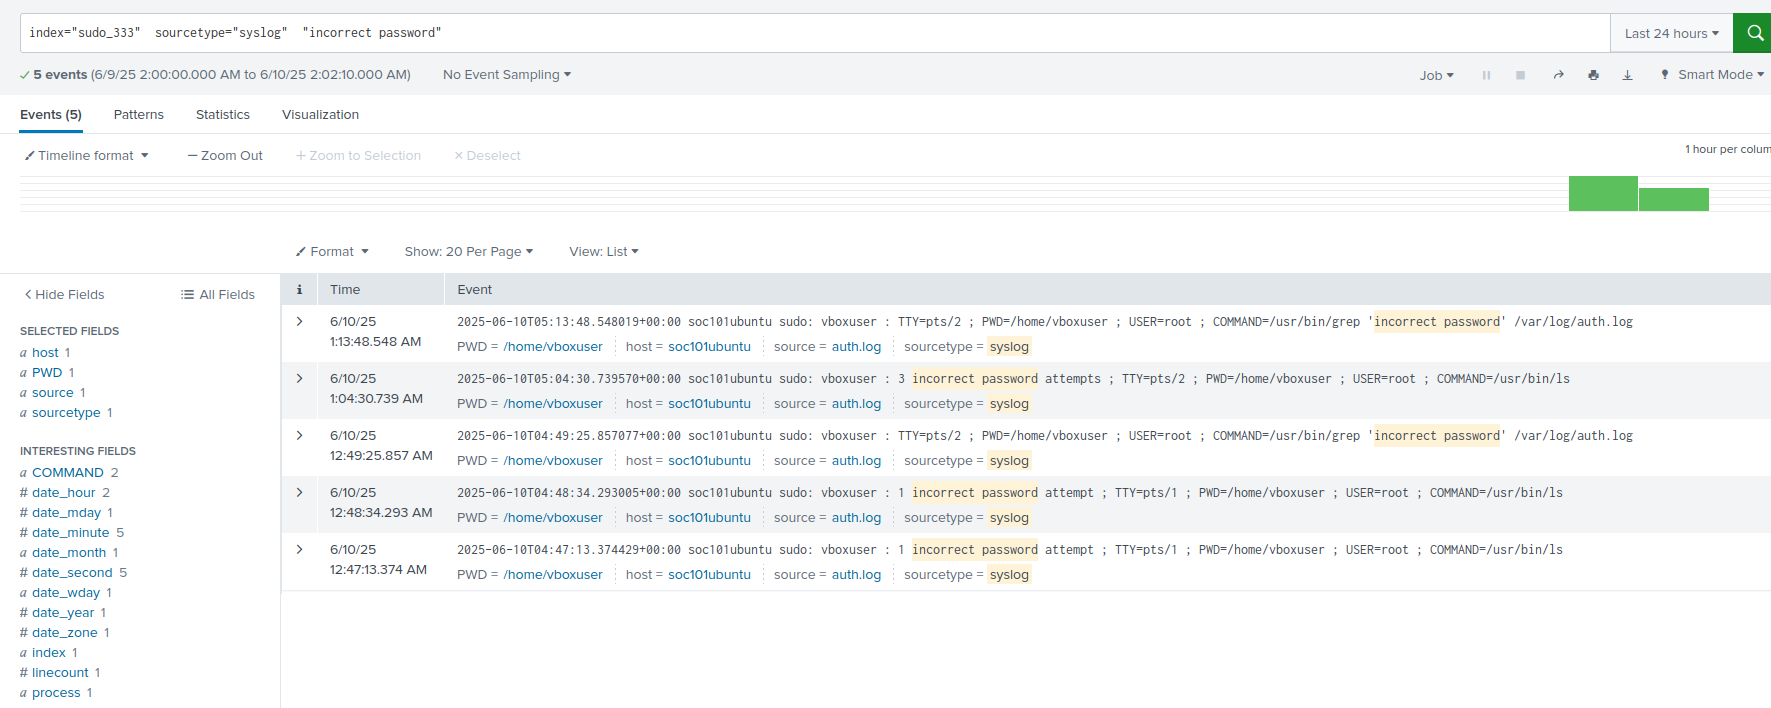 index="sudo_333" sourcetype="syslog" "incorrect password"
Last 24 hours
5 events (6/9/25 2:00:00.000 AM to 6/10/25 2:02:10.000 AM)
No Event Sampling
Job
Smart Mode
Events (5)
Patterns
Statistics
Visualization
Timeline format
Zoom Out
Zoom to Selection
Deselect
1 hour per colum
Format
Show: 20 Per Page
View: List
Hide Fields
All Fields
SELECTED FIELDS
a host 1
a PWD 1
a source 1
a sourcetype 1
INTERESTING FIELDS
a COMMAND 2
# date_hour 2
# date_mday 1
# date_minute 5
a date_month 1
# date_second 5
a date_wday 1
# date_year 1
# date_zone 1
a index 1
# linecount 1
a process 1
i Time Event
6/10/25
1:13:48.548 AM
2025-06-10T05:13:48.548019+00:00 soc101ubuntu sudo: vboxuser : TTY=pts/2 ; PWD=/home/vboxuser ; USER=root ; COMMAND=/usr/bin/grep 'incorrect password' /var/log/auth.log
PWD = /home/vboxuser host = soc101ubuntu source = auth.log sourcetype = syslog
6/10/25
1:04:30.739 AM
2025-06-10T05:04:30.739570+00:00 soc101ubuntu sudo: vboxuser : 3 incorrect password attempts ; TTY=pts/2 ; PWD=/home/vboxuser ; USER=root ; COMMAND=/usr/bin/ls
PWD = /home/vboxuser host = soc101ubuntu source = auth.log sourcetype = syslog
6/10/25
12:49:25.857 AM
2025-06-10T04:49:25.857077+00:00 soc101ubuntu sudo: vboxuser : TTY=pts/2 ; PWD=/home/vboxuser ; USER=root ; COMMAND=/usr/bin/grep 'incorrect password' /var/log/auth.log
PWD = /home/vboxuser host = soc101ubuntu source = auth.log sourcetype = syslog
6/10/25
12:48:34.293 AM
2025-06-10T04:48:34.293005+00:00 soc101ubuntu sudo: vboxuser : 1 incorrect password attempt ; TTY=pts/1 ; PWD=/home/vboxuser ; USER=root ; COMMAND=/usr/bin/ls
PWD = /home/vboxuser host = soc101ubuntu source = auth.log sourcetype = syslog
6/10/25
12:47:13.374 AM
2025-06-10T04:47:13.374429+00:00 soc101ubuntu sudo: vboxuser : 1 incorrect password attempt ; TTY=pts/1 ; PWD=/home/vboxuser ; USER=root ; COMMAND=/usr/bin/ls
PWD = /home/vboxuser host = soc101ubuntu source = auth.log sourcetype = syslog